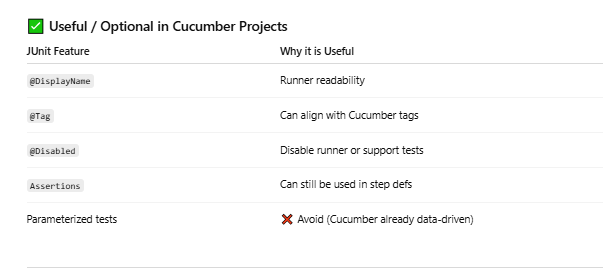 ✅ Useful / Optional in Cucumber Projects
JUnit Feature Why it is Useful
@DisplayName Runner readability
@Tag Can align with Cucumber tags
@Disabled Disable runner or support tests
Assertions Can still be used in step defs
Parameterized tests ❌ Avoid (Cucumber already data-driven)